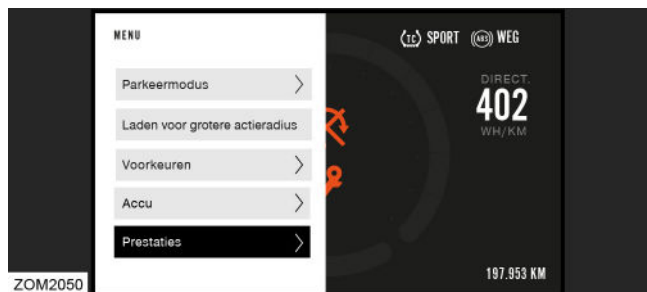 MENU
(TC) SPORT (ABS) WEG
Parkeermodus
DIRECT.
402
WH/KM
Laden voor grotere actieradius
Voorkeuren
Accu
Prestaties
197.953 KM
ZOM2050